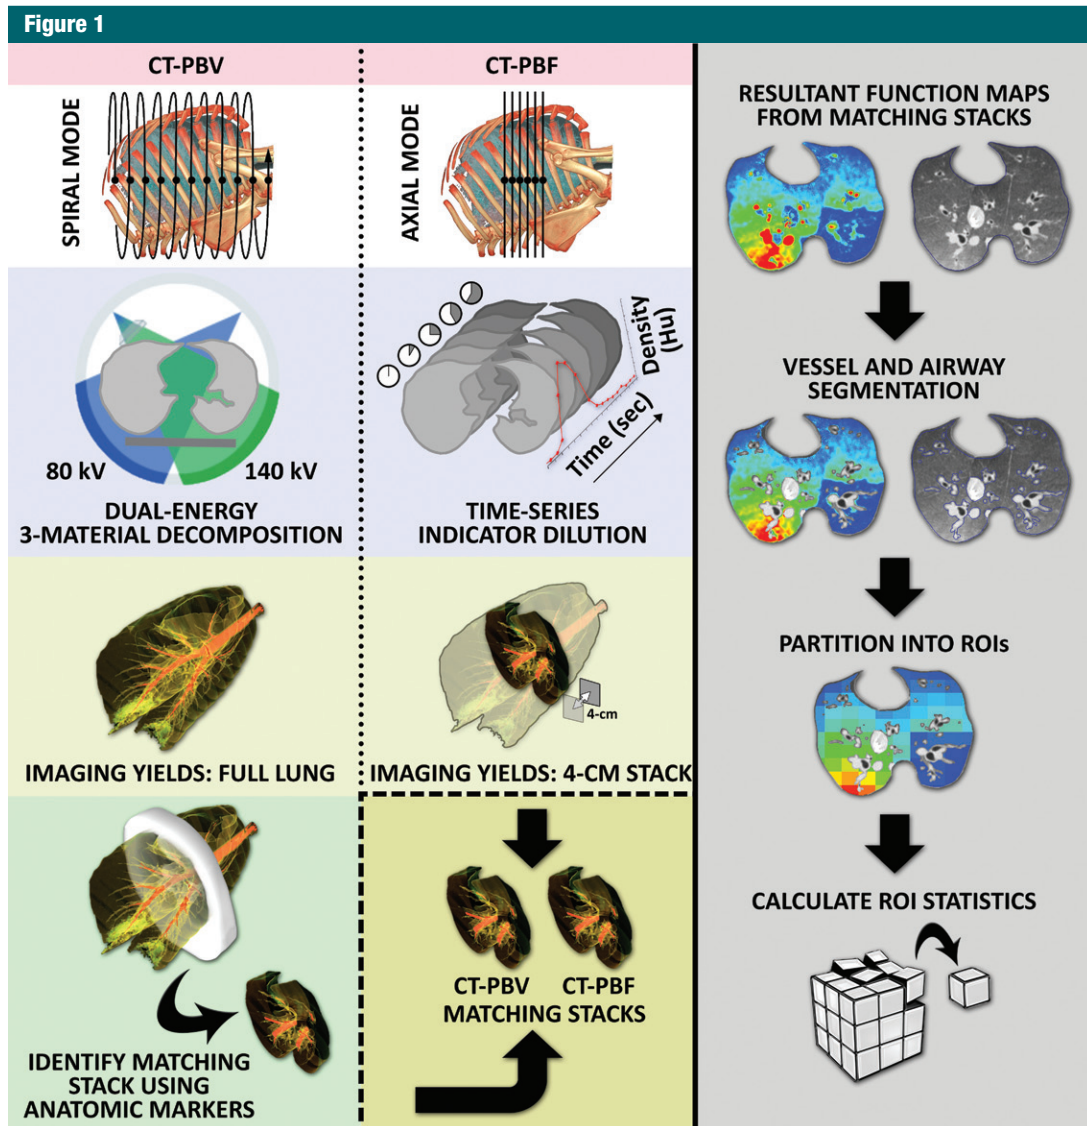 Figure 1
CT-PBV
SPIRAL MODE
80 kV
140 kV
DUAL-ENERGY
3-MATERIAL DECOMPOSITION
IMAGING YIELDS: FULL LUNG
IDENTIFY MATCHING
STACK USING
ANATOMIC MARKERS
CT-PBF
AXIAL MODE
Density
(Hu)
Time (sec)
TIME-SERIES
INDICATOR DILUTION
4-cm
IMAGING YIELDS: 4-CM STACK
CT-PBV CT-PBF
MATCHING STACKS
RESULTANT FUNCTION MAPS
FROM MATCHING STACKS
VESSEL AND AIRWAY
SEGMENTATION
PARTITION INTO ROIs
CALCULATE ROI STATISTICS